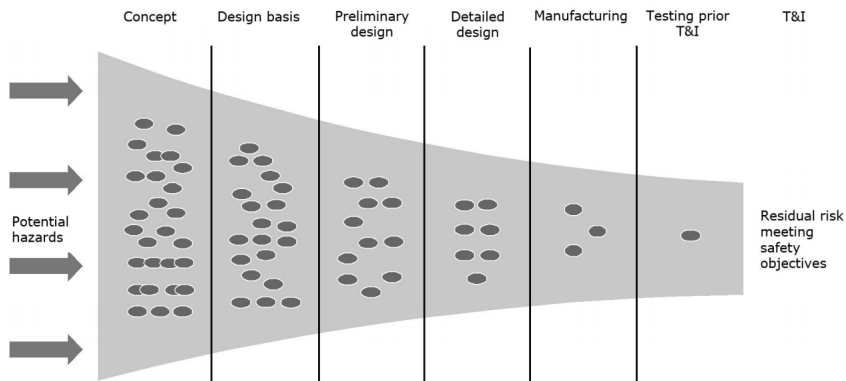 Concept
Design basis
Preliminary
design
Detailed
design
Manufacturing
Testing prior
T&I
T&I
Potential
hazards
Residual risk
meeting
safety
objectives